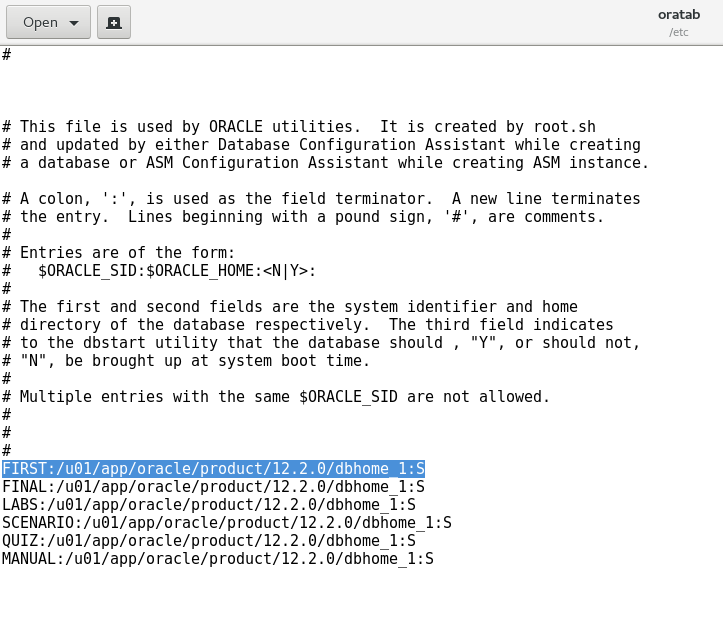 Open
oratab
/etc
#
# This file is used by ORACLE utilities.  It is created by root.sh
# and updated by either Database Configuration Assistant while creating
# a database or ASM Configuration Assistant while creating ASM instance.
# A colon, ':', is used as the field terminator.  A new line terminates
# the entry.  Lines beginning with a pound sign, '#', are comments.
#
# Entries are of the form:
#   $ORACLE_SID:$ORACLE_HOME:<N|Y>:
#
# The first and second fields are the system identifier and home
# directory of the database respectively.  The third field indicates
# to the dbstart utility that the database should , "Y", or should not,
# "N", be brought up at system boot time.
#
# Multiple entries with the same $ORACLE_SID are not allowed.
#
#
#
FIRST:/u01/app/oracle/product/12.2.0/dbhome_1:S
FINAL:/u01/app/oracle/product/12.2.0/dbhome_1:S
LABS:/u01/app/oracle/product/12.2.0/dbhome_1:S
SCENARIO:/u01/app/oracle/product/12.2.0/dbhome_1:S
QUIZ:/u01/app/oracle/product/12.2.0/dbhome_1:S
MANUAL:/u01/app/oracle/product/12.2.0/dbhome_1:S